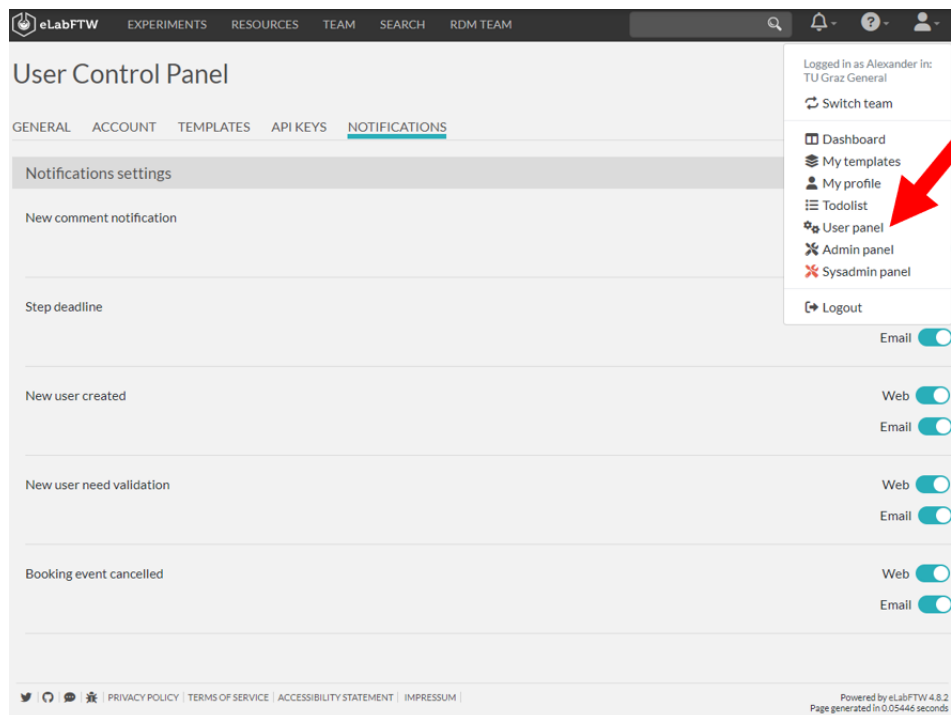 eLabFTW EXPERIMENTS RESOURCES TEAM SEARCH RDM TEAM
Logged in as Alexander in:
TU Graz General
Switch team
Dashboard
My templates
My profile
Todolist
User panel
Admin panel
Sysadmin panel
Logout
User Control Panel
GENERAL ACCOUNT TEMPLATES API KEYS NOTIFICATIONS
Notifications settings
New comment notification
Step deadline
Email
New user created
Web
Email
New user need validation
Web
Email
Booking event cancelled
Web
Email
PRIVACY POLICY | TERMS OF SERVICE | ACCESSIBILITY STATEMENT | IMPRESSUM |
Powered by eLabFTW 4.8.2
Page generated in 0.05446 seconds